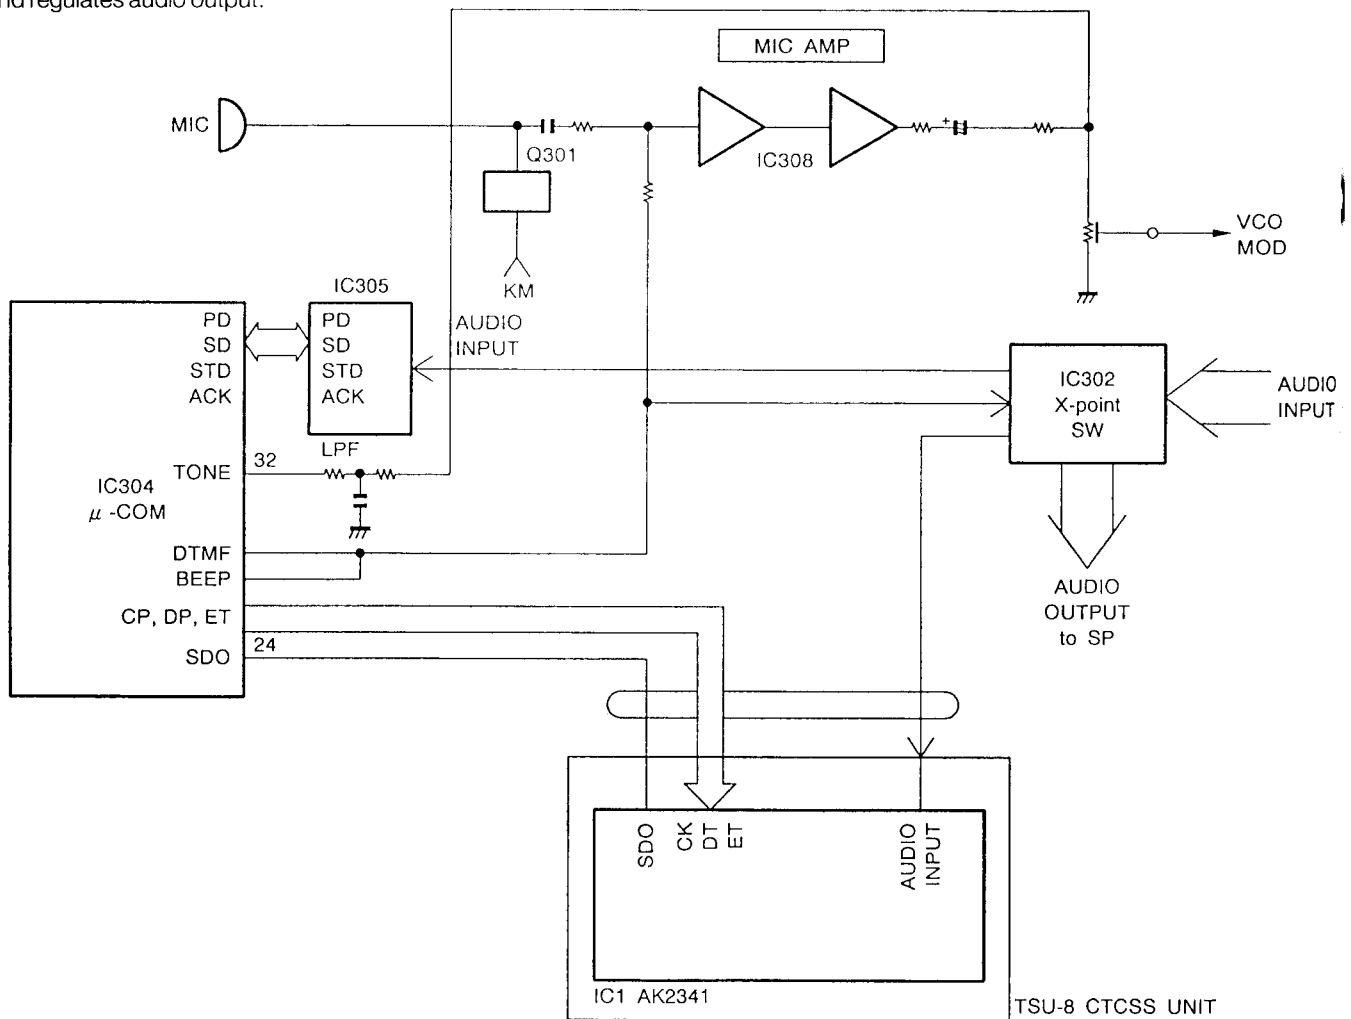 nd regulates audio output.
MIC AMP
MIC
Q301
IC308
+
VCO
MOD
KM
IC305
PD
SD
STD
ACK
PD
SD
STD
ACK
AUDIO
INPUT
IC302
X-point
SW
AUDIO
INPUT
LPF
TONE
32
IC304
μ-COM
DTMF
BEEP
CP, DP, ET
24
SDO
AUDIO
OUTPUT
to SP
SDO
CK
DT
ET
AUDIO
INPUT
IC1 AK2341
TSU-8 CTCSS UNIT